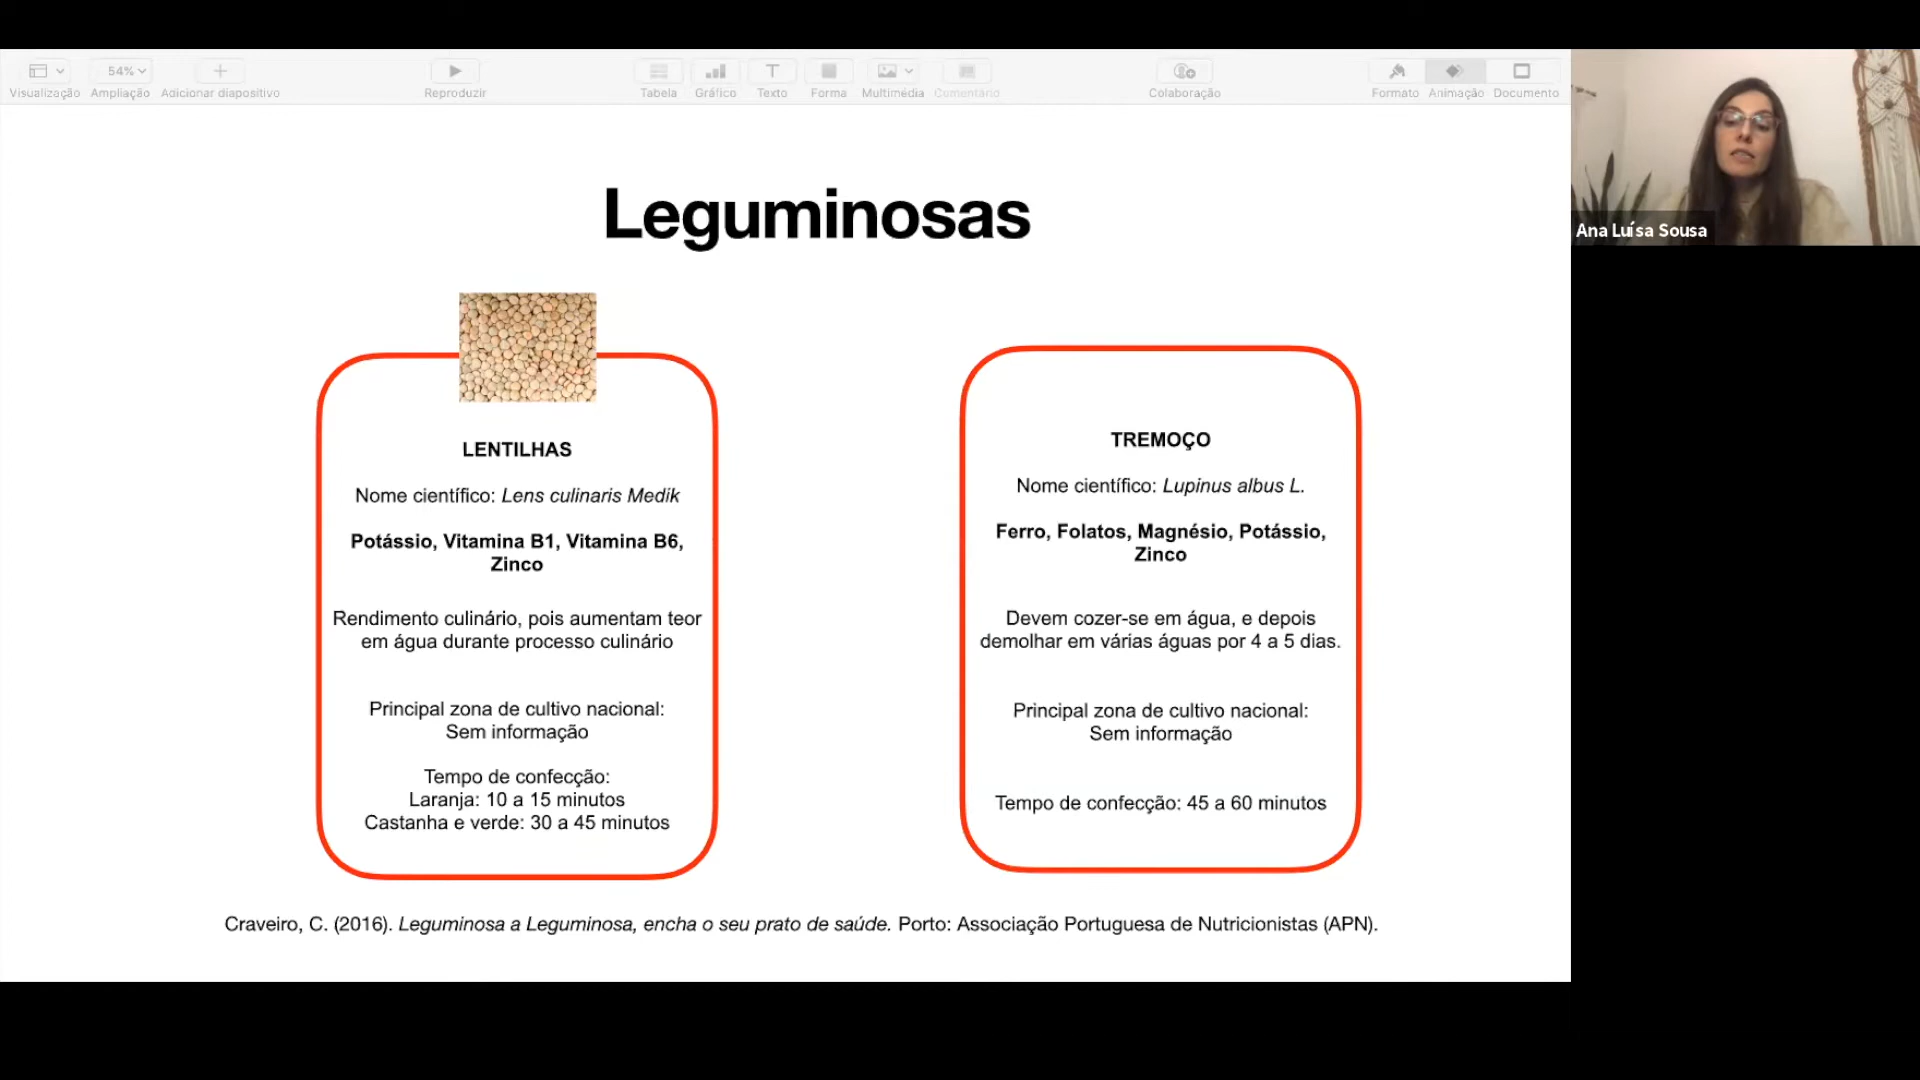 54%
Visualização
Ampliação
Adicionar diapositivo
Reproduzir
Tabela
Gráfico
Texto
Forma
Multimédia
Comentário
Colaboração
Formato
Animação
Documento
Ana Luísa Sousa
Leguminosas
LENTILHAS
Nome científico: Lens culinaris Medik
Potássio, Vitamina B1, Vitamina B6,
Zinco
Rendimento culinário, pois aumentam teor
em água durante processo culinário
Principal zona de cultivo nacional:
Sem informação
Tempo de confecção:
Laranja: 10 a 15 minutos
Castanha e verde: 30 a 45 minutos
TREMOÇO
Nome científico: Lupinus albus L.
Ferro, Folatos, Magnésio, Potássio,
Zinco
Devem cozer-se em água, e depois
demolhar em várias águas por 4 a 5 dias.
Principal zona de cultivo nacional:
Sem informação
Tempo de confecção: 45 a 60 minutos
Craveiro, C. (2016). Leguminosa a Leguminosa, encha o seu prato de saúde. Porto: Associação Portuguesa de Nutricionistas (APN).